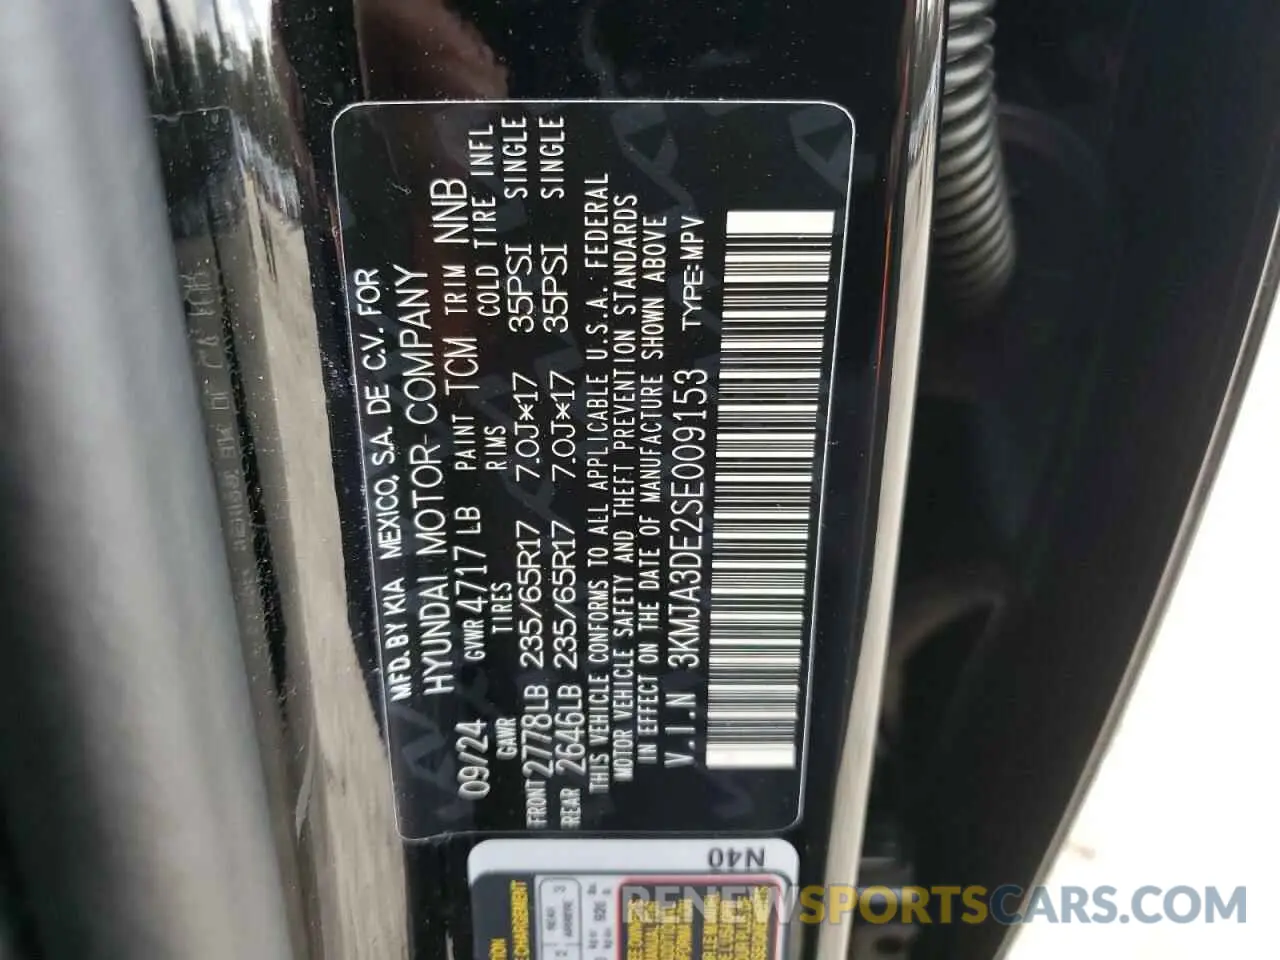 MFD. BY KIA MEXICO, S.A. DE C.V. FOR
HYUNDAI MOTOR COMPANY
09/24 GVWR 4717 LB PAINT TCM TRIM NNB
GAWR TIRES RIMS COLD TIRE INFL
FRONT 2778LB 235/65R17 7.0J*17 35PSI SINGLE
REAR 2646LB 235/65R17 7.0J*17 35PSI SINGLE
THIS VEHICLE CONFORMS TO ALL APPLICABLE U.S.A. FEDERAL
MOTOR VEHICLE SAFETY AND THEFT PREVENTION STANDARDS
IN EFFECT ON THE DATE OF MANUFACTURE SHOWN ABOVE
V.I.N 3KMJA3DE2SE009153 TYPE:MPV
N40
RENEWSPORTSCARS.COM